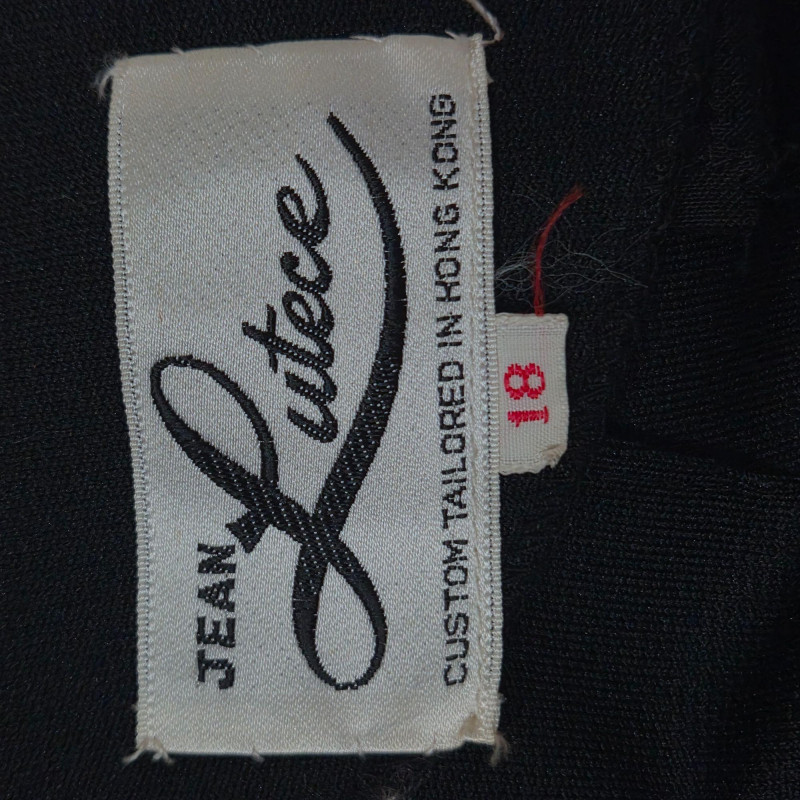 JEAN
Lutece
CUSTOM TAILORED IN HONG KONG
18